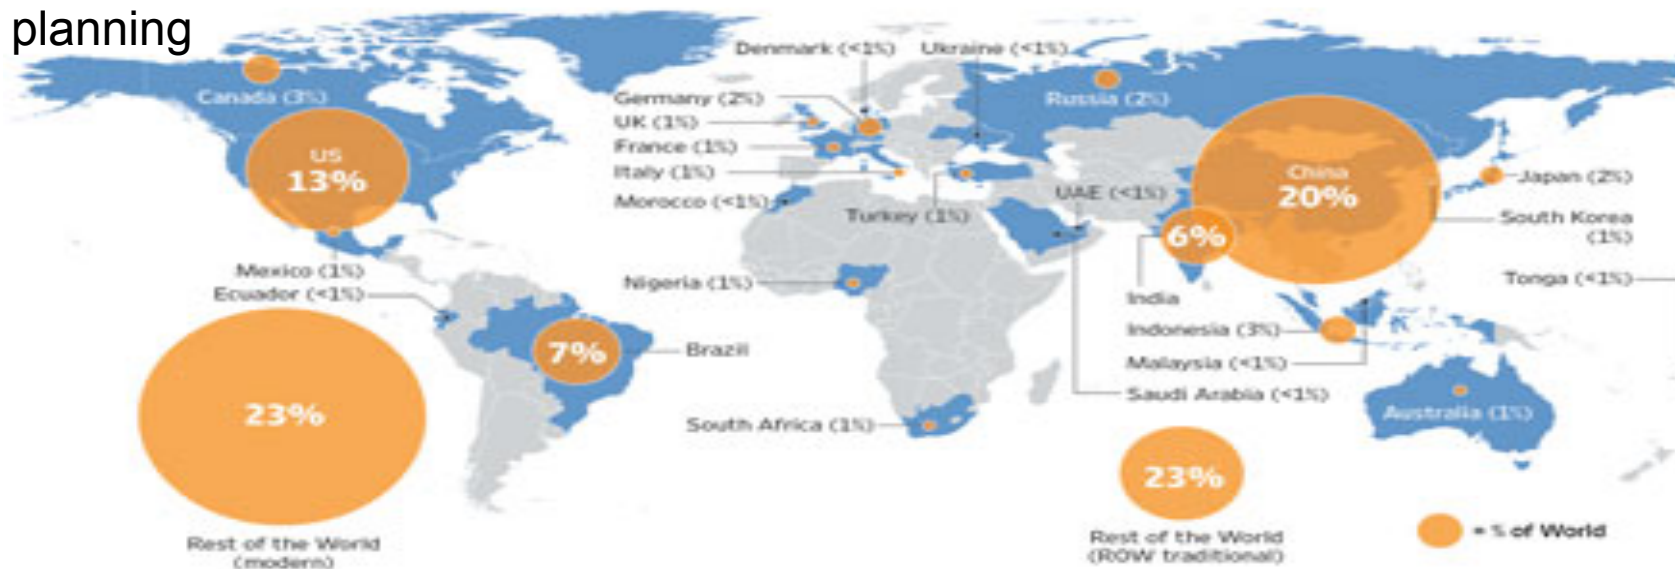 planning
Denmark (<1%)
Ukraine (<1%)
Canada (3%)
Germany (2%)
Russia (2%)
UK (1%)
France (1%)
US
13%
China
20%
Italy (1%)
Japan (2%)
Morocco (<1%)
UAE (<1%)
Turkey (1%)
South Korea
(1%)
6%
Mexico (1%)
Nigeria (1%)
Tonga (<1%)
Ecuador (<1%)
India
Indonesia (3%)
7%
Brazil
Malaysia (<1%)
Saudi Arabia (<1%)
23%
South Africa (1%)
Australia (1%)
23%
Rest of the World
(modern)
Rest of the World
(ROW traditional)
= % of World